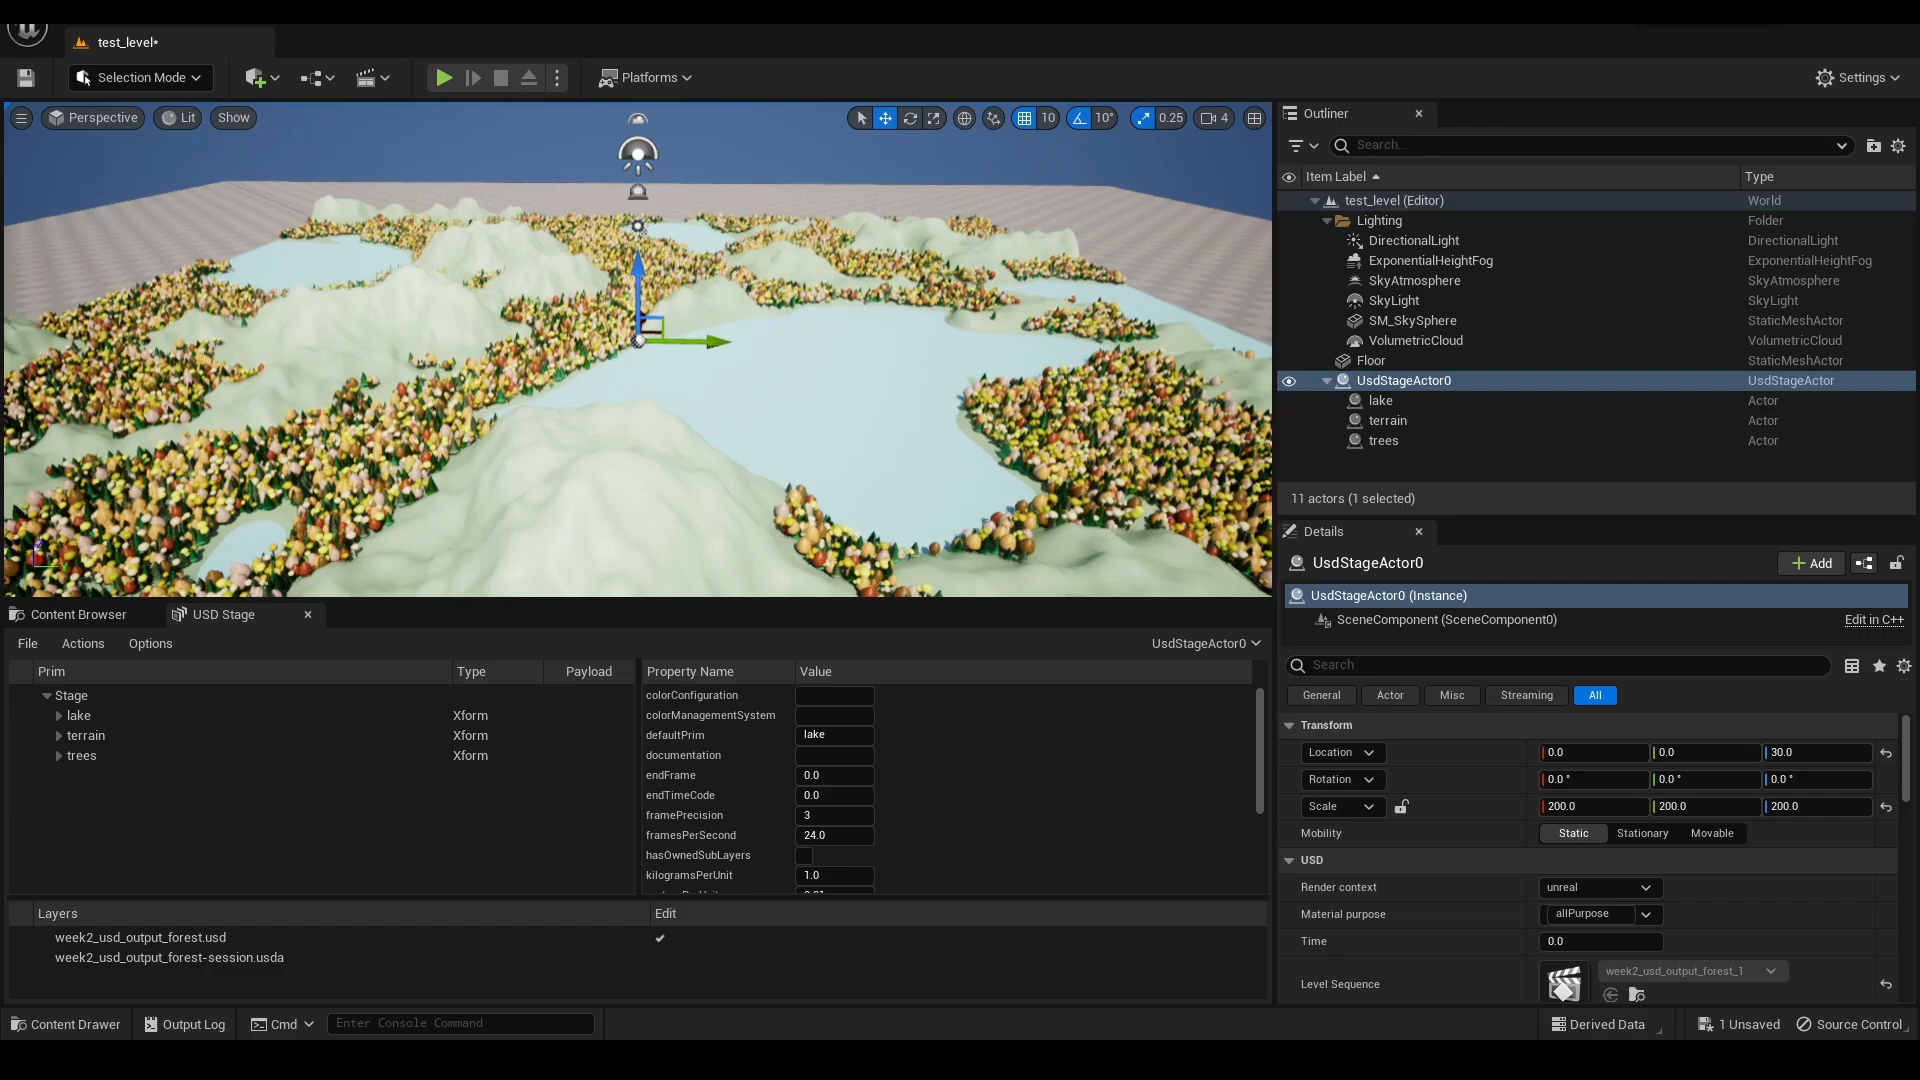 test_level*
Selection Mode
Platforms
Settings
Perspective
Lit
Show
10
10°
0.25
4
Outliner
Search...
Item Label
Type
test_level (Editor)
World
Lighting
Folder
DirectionalLight
DirectionalLight
ExponentialHeightFog
ExponentialHeightFog
SkyAtmosphere
SkyAtmosphere
SkyLight
SkyLight
SM_SkySphere
StaticMeshActor
VolumetricCloud
VolumetricCloud
Floor
StaticMeshActor
UsdStageActor0
UsdStageActor
lake
Actor
terrain
Actor
trees
Actor
11 actors (1 selected)
Details
UsdStageActor0
Add
UsdStageActor0 (Instance)
SceneComponent (SceneComponent0)
Edit in C++
Search
General
Actor
Misc
Streaming
All
Transform
Location
0.0
0.0
30.0
Rotation
0.0 °
0.0 °
0.0 °
Scale
200.0
200.0
200.0
Mobility
Static
Stationary
Movable
USD
Render context
unreal
Material purpose
allPurpose
Time
0.0
Level Sequence
week2_usd_output_forest_1
Content Browser
USD Stage
File
Actions
Options
UsdStageActor0
Prim
Type
Payload
Stage
lake
Xform
terrain
Xform
trees
Xform
Property Name
Value
colorConfiguration
colorManagementSystem
defaultPrim
lake
documentation
endFrame
0.0
endTimeCode
0.0
framePrecision
3
framesPerSecond
24.0
hasOwnedSubLayers
kilogramsPerUnit
1.0
Layers
Edit
week2_usd_output_forest.usd
week2_usd_output_forest-session.usda
Content Drawer
Output Log
Cmd
Enter Console Command
Derived Data
1 Unsaved
Source Control